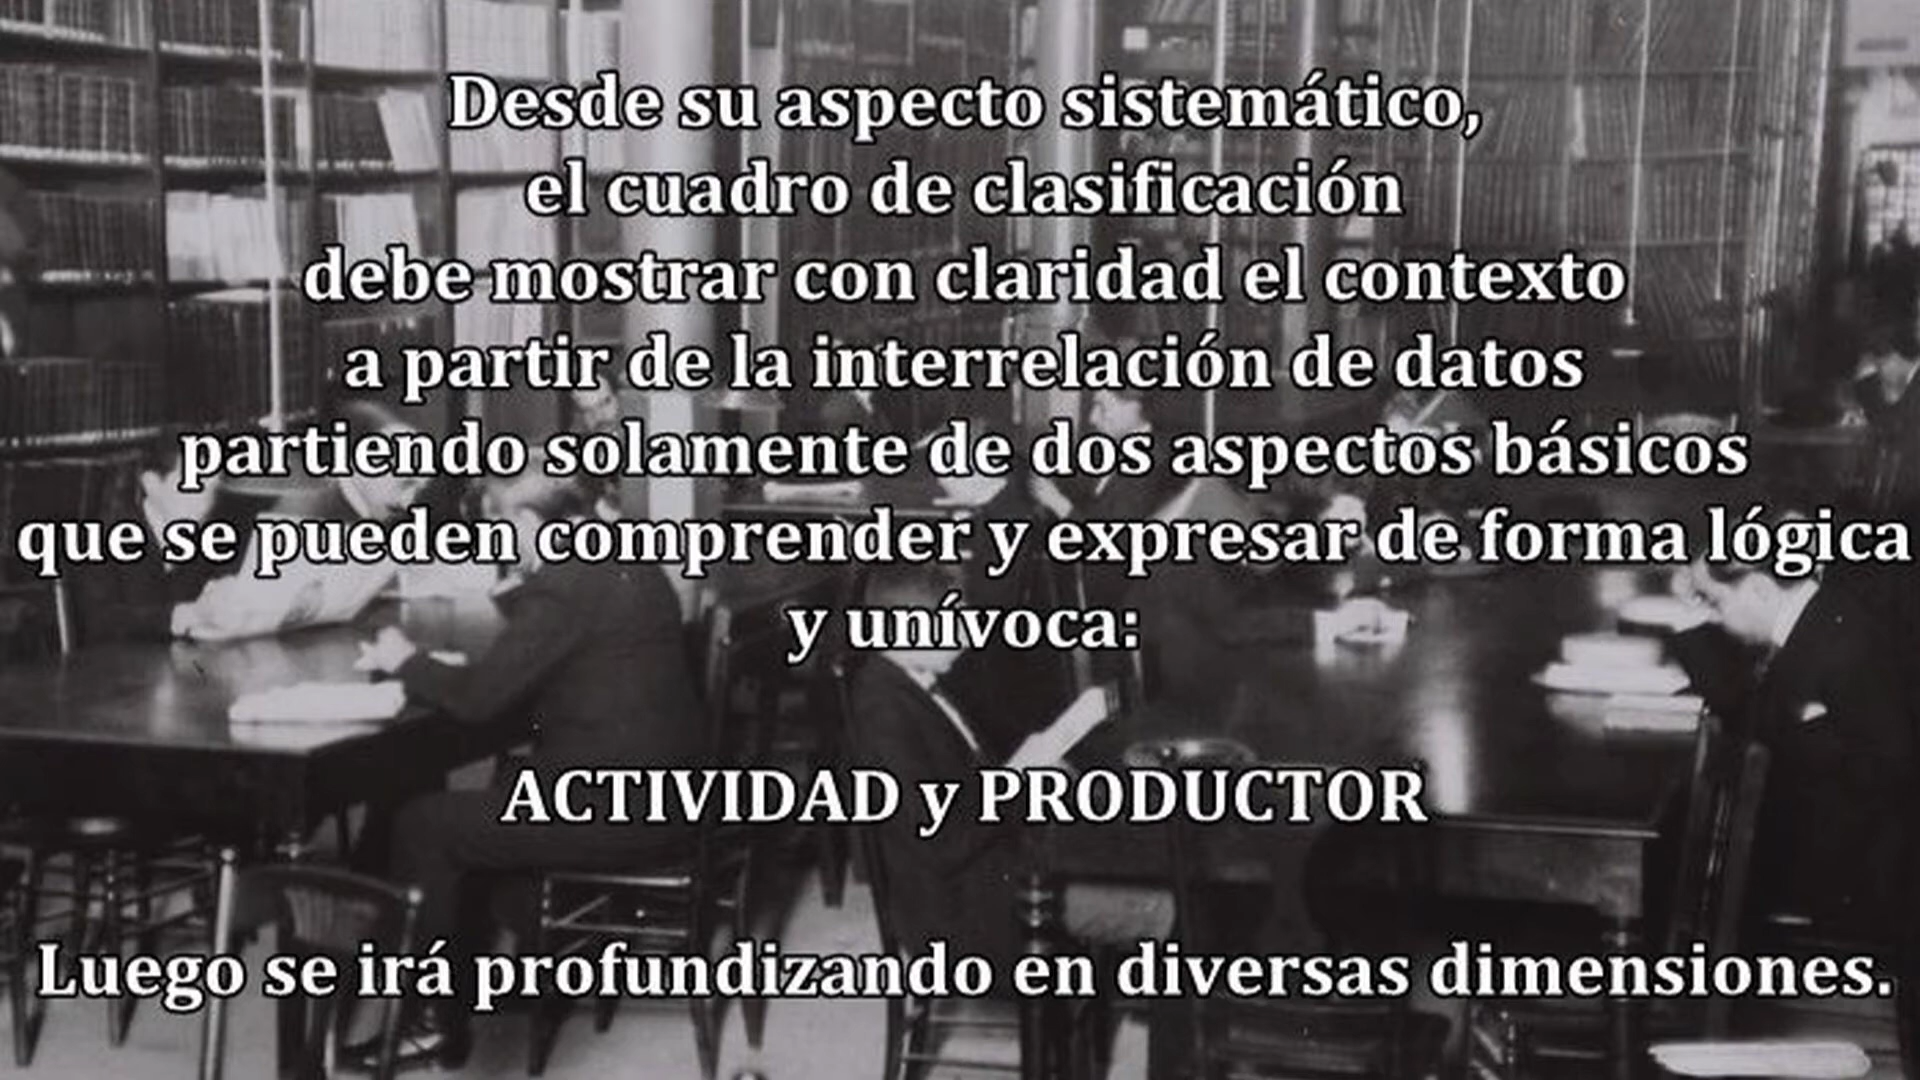 Desde su aspecto sistemático,
el cuadro de clasificación
debe mostrar con claridad el contexto
a partir de la interrelación de datos
partiendo solamente de dos aspectos básicos
que se pueden comprender y expresar de forma lógica
y unívoca:
ACTIVIDAD y PRODUCTOR
Luego se irá profundizando en diversas dimensiones.